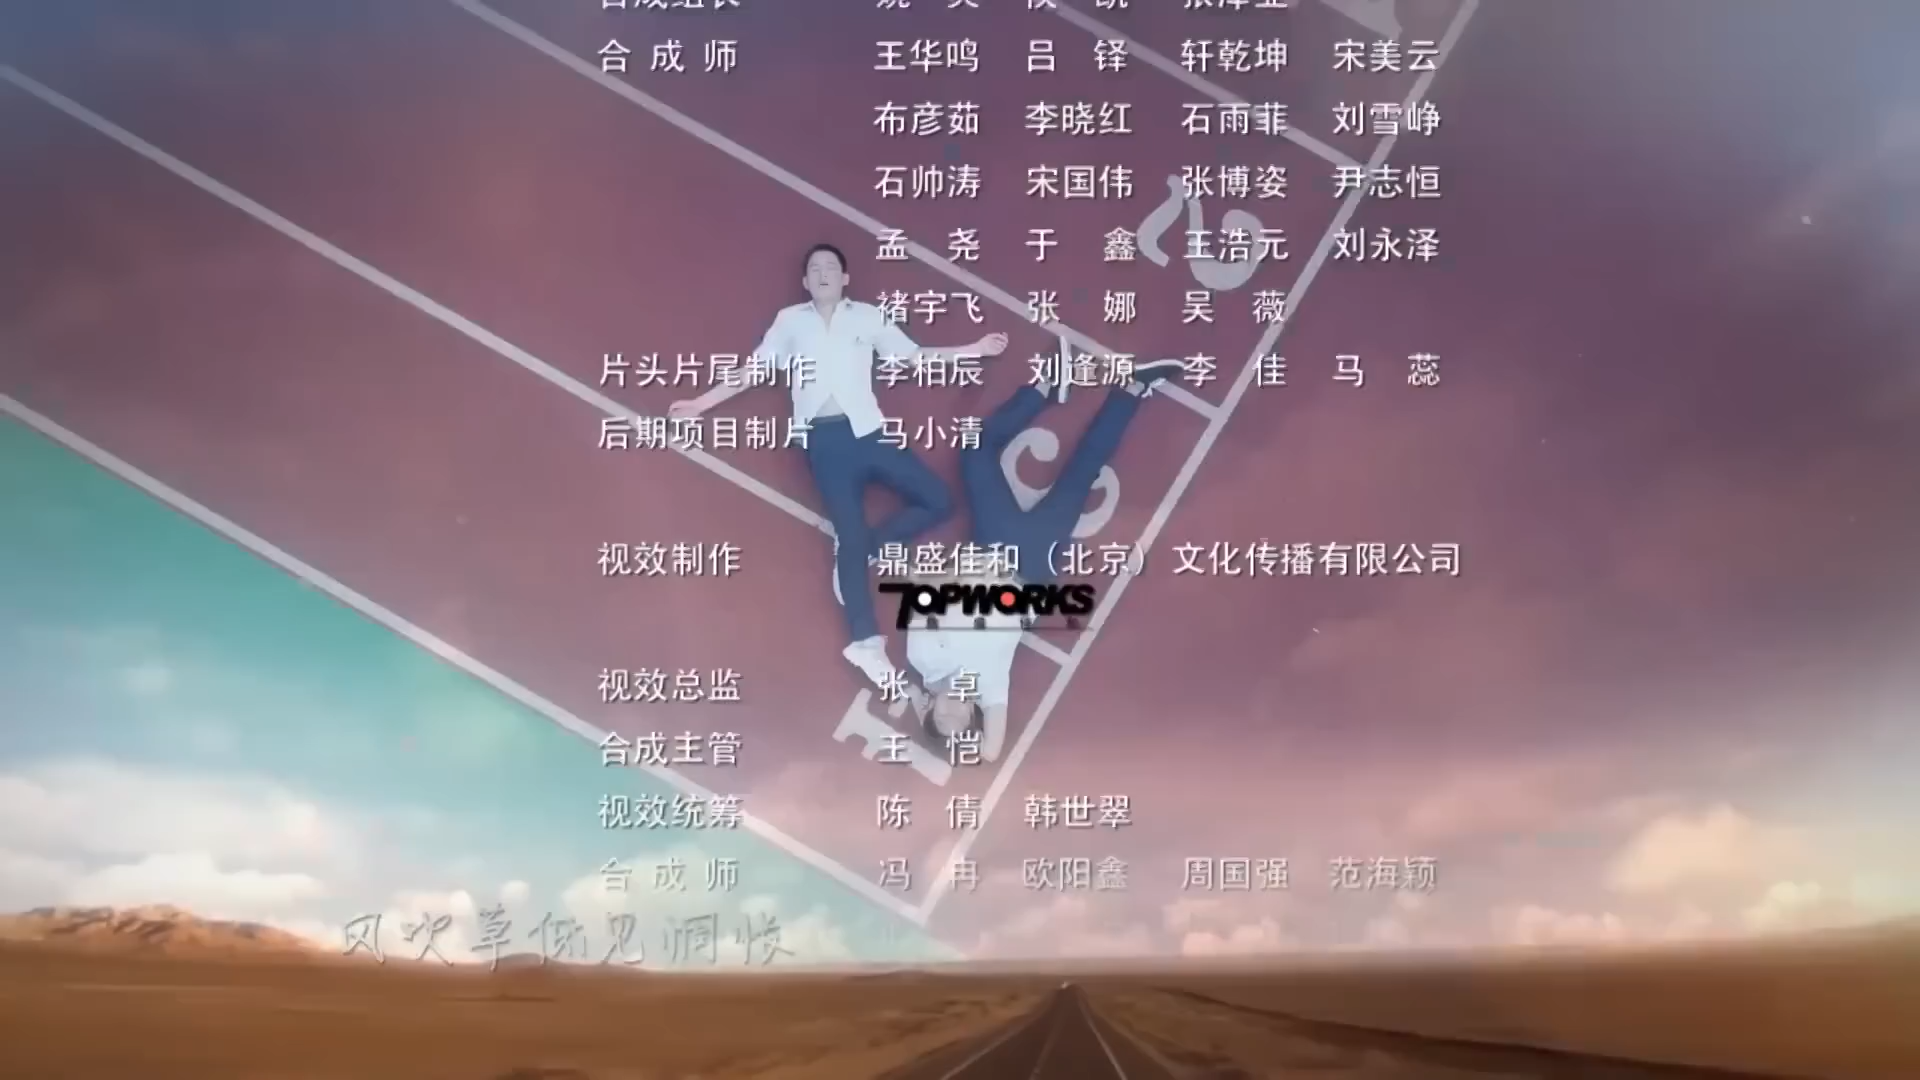 合成师 王华鸣 吕铎 轩乾坤 宋美云
布彦茹 李晓红 石雨菲 刘雪峥
石帅涛 宋国伟 张博姿 尹志恒
孟尧 于鑫 王浩元 刘永泽
褚宇飞 张娜 吴薇
片头片尾制作 李柏辰 刘逢源 李佳 马蕊
后期项目制片 马小清
视效制作 鼎盛佳和（北京）文化传播有限公司
TOPWORKS
视效总监 张卓
合成主管 王恺
视效统筹 陈倩 韩世翠
合成师 冯冉 欧阳鑫 周国强 范海颖
风吹草低见惆怅